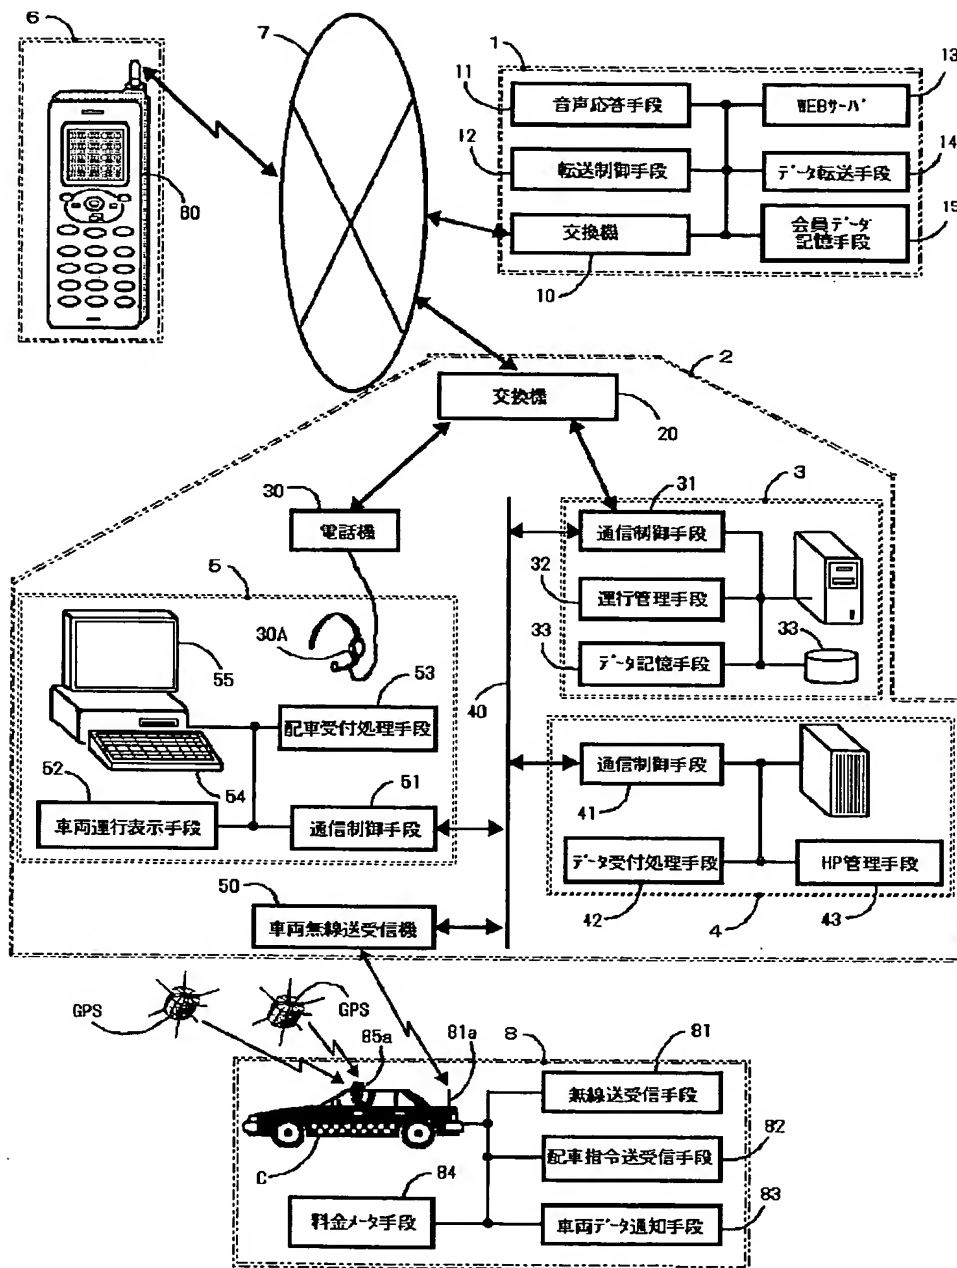 6
7
1
11
音声応答手段
WEBサーバ
13
12
転送制御手段
データ転送手段
14
80
交換機
会員データ
記憶手段
15
10
2
交換機
20
30
電話機
31
3
通信制御手段
32
運行管理手段
33
データ記憶手段
33
5
30A
55
53
配車受付処理手段
40
54
52
51
車両運行表示手段
通信制御手段
通信制御手段
41
データ受付処理手段
HP管理手段
42
4
43
50
車両無線送受信機
GPS
GPS
85a
81a
8
81
無線送受信手段
82
配車指令送受信手段
C
84
料金メータ手段
83
車両データ通知手段